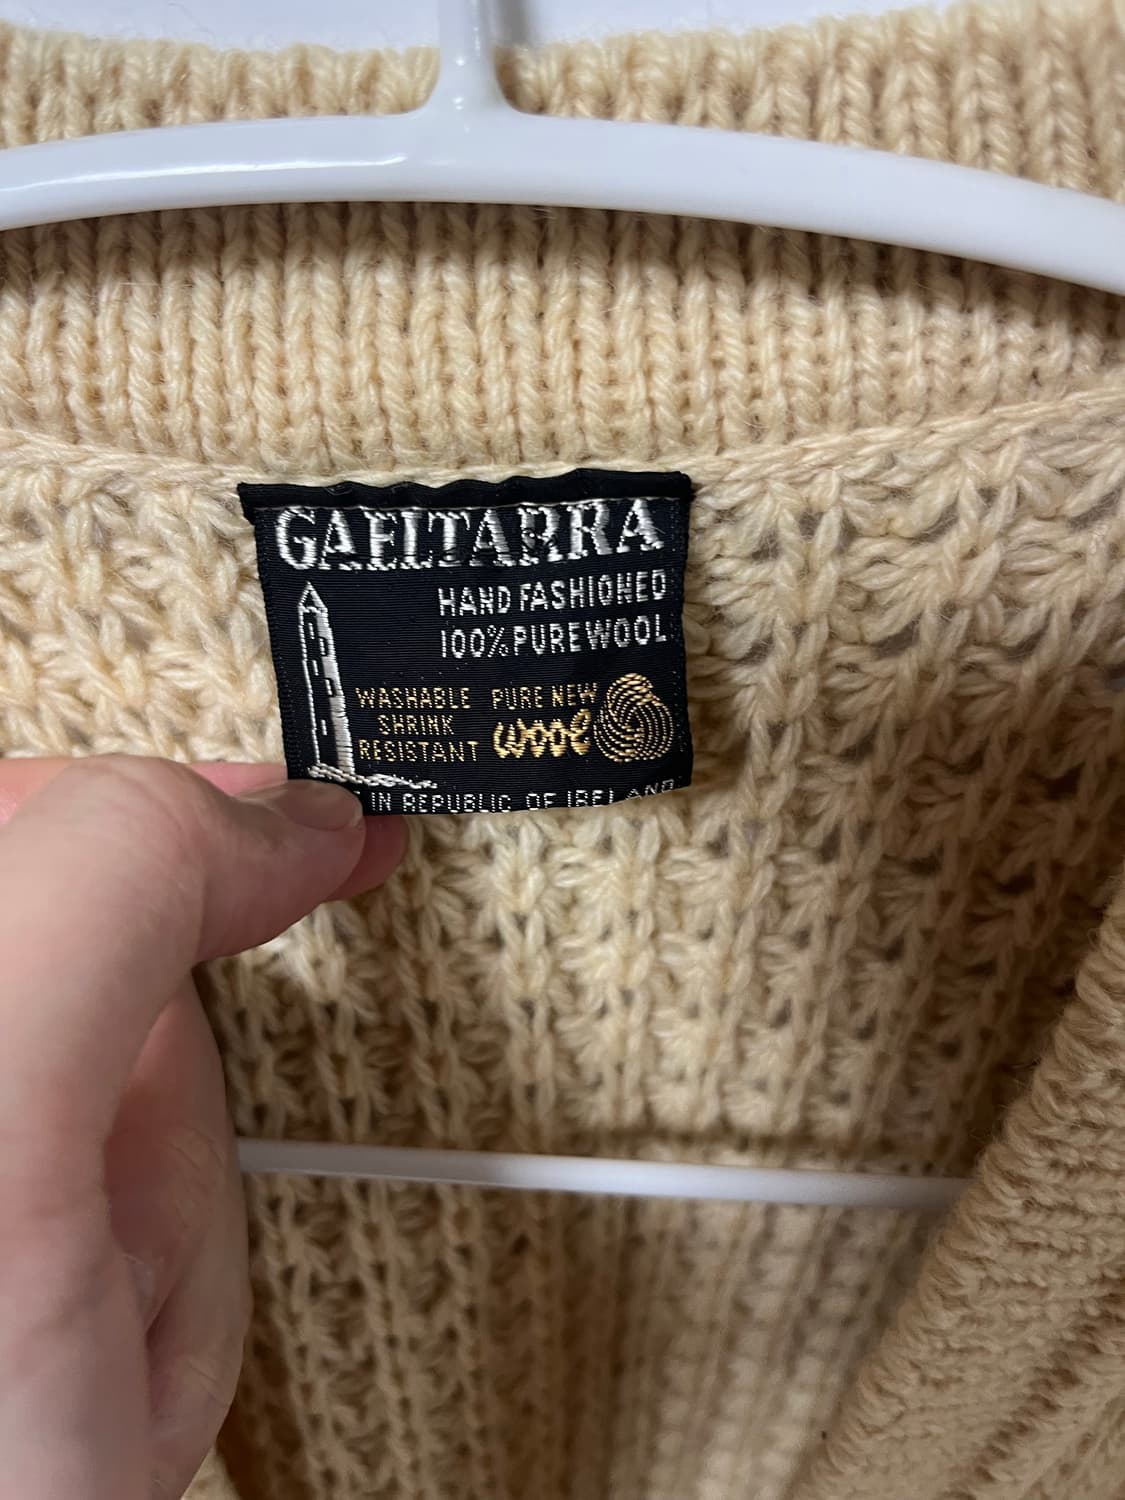 GAELTARRA
HAND FASHIONED
100% PURE WOOL
WASHABLE
SHRINK
RESISTANT
PURE NEW
wool
IN REPUBLIC OF IRELAND